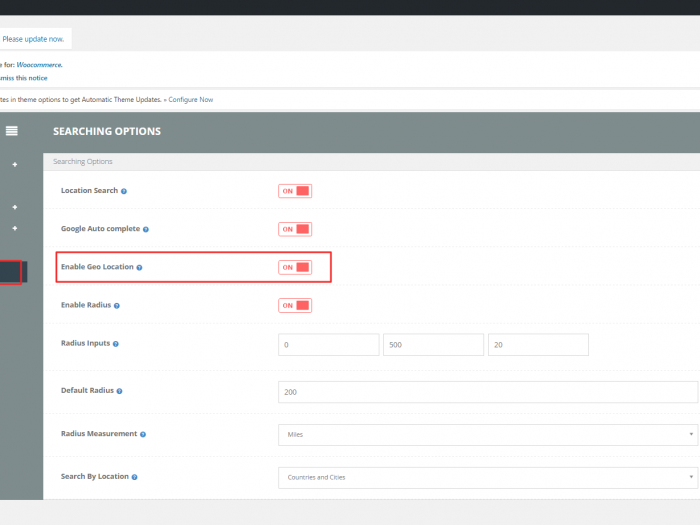 Please update now.
e for: Woocommerce.
miss this notice
tes in theme options to get Automatic Theme Updates. » Configure Now
SEARCHING OPTIONS
Searching Options
Location Search ?
ON
Google Auto complete ?
ON
Enable Geo Location ?
ON
Enable Radius ?
ON
Radius Inputs ?
0
500
20
Default Radius ?
200
Radius Measurement ?
Miles
Search By Location ?
Countries and Cities